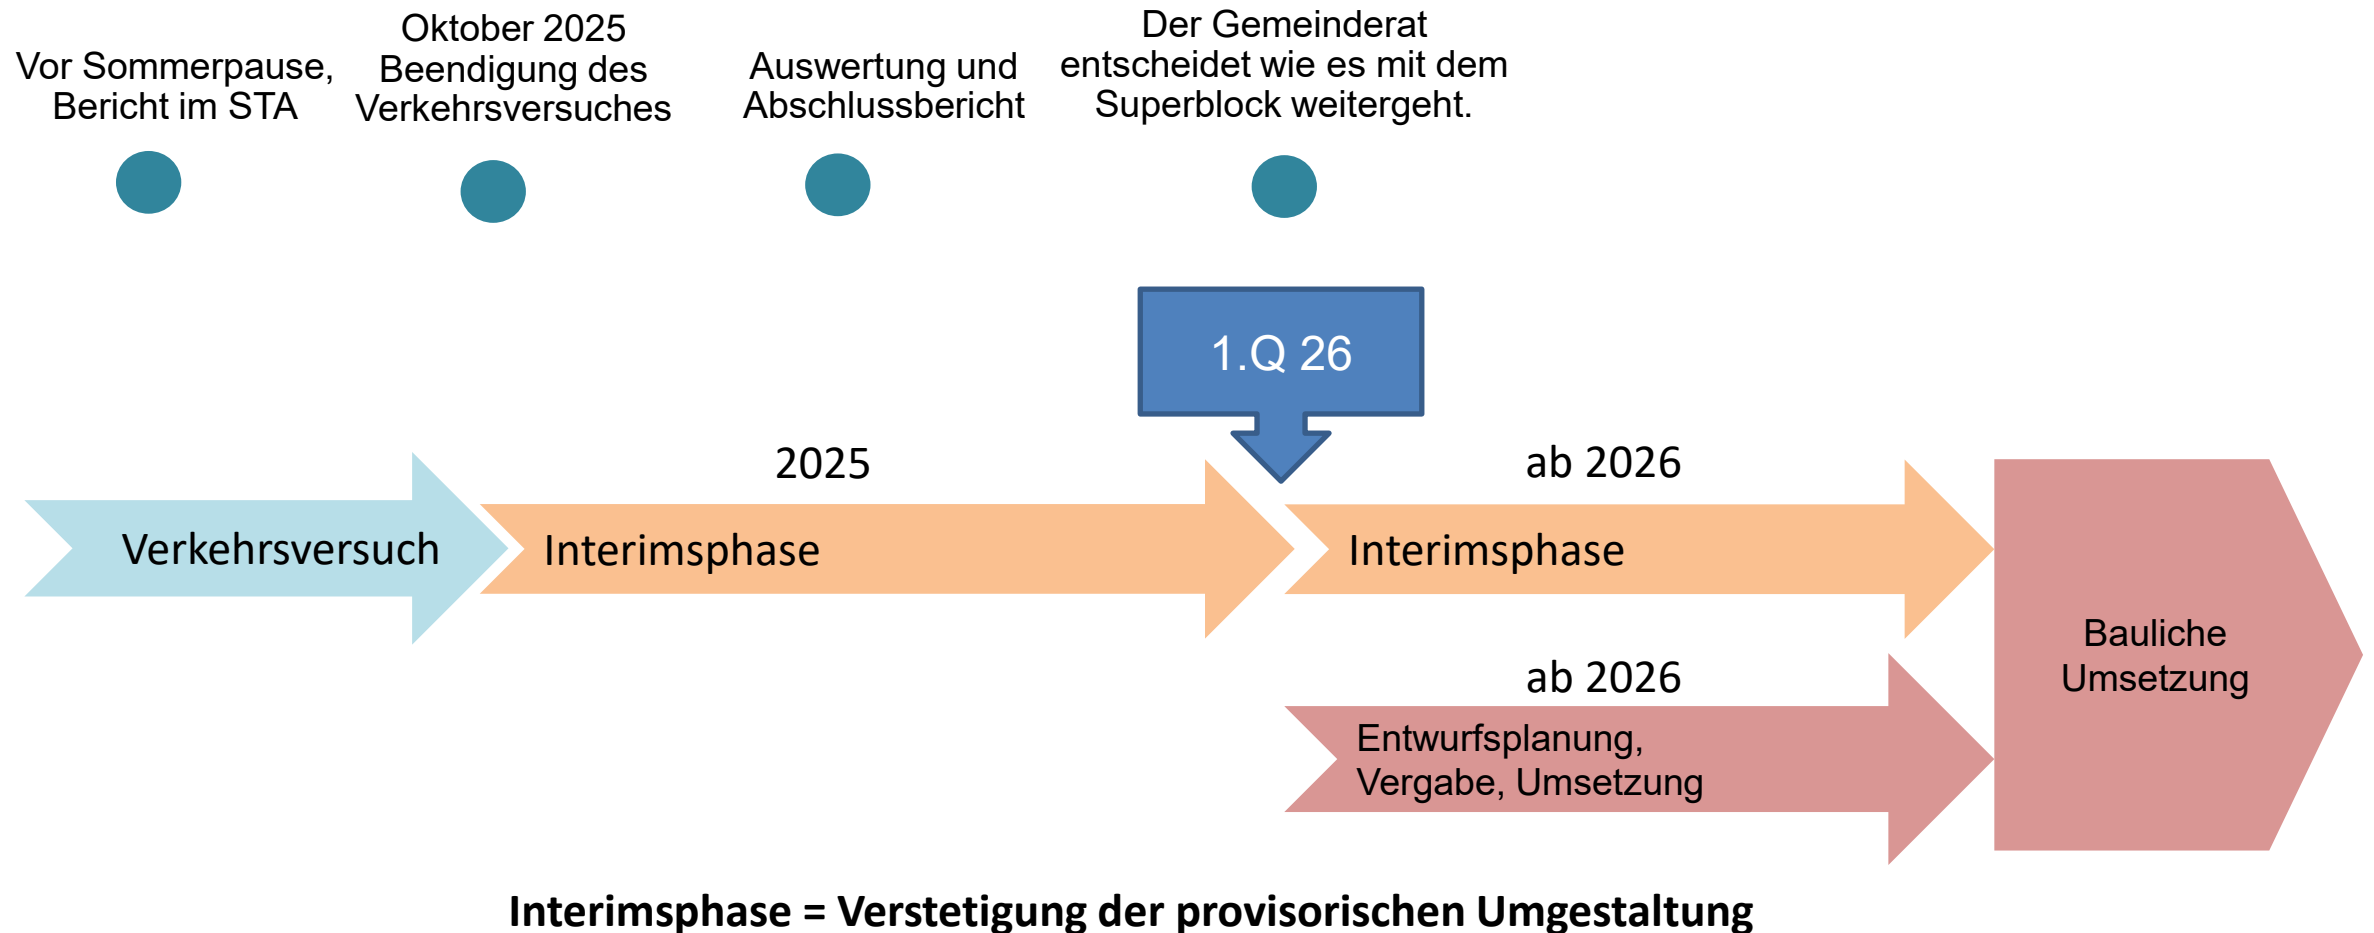 Vor Sommerpause,
Bericht im STA
Oktober 2025
Beendigung des
Verkehrsversuches
Auswertung und
Abschlussbericht
Der Gemeinderat
entscheidet wie es mit dem
Superblock weitergeht.
1.Q 26
2025
ab 2026
Verkehrsversuch
Interimsphase
Interimsphase
ab 2026
Entwurfsplanung,
Vergabe, Umsetzung
Bauliche
Umsetzung
Interimsphase = Verstetigung der provisorischen Umgestaltung